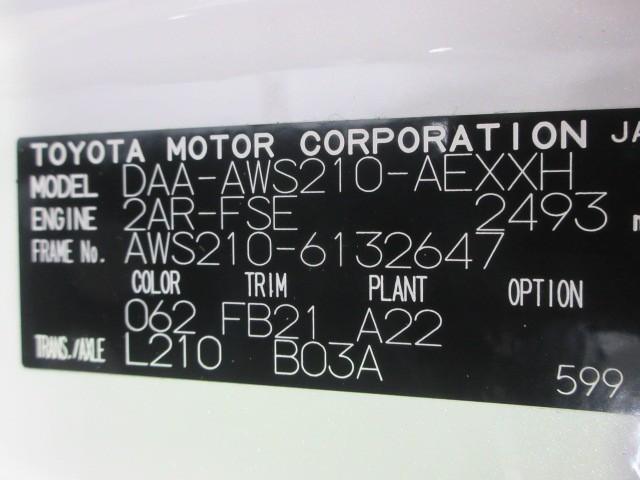 TOYOTA MOTOR CORPORATION JA
MODEL DAA-AWS210-AEXXH
ENGINE 2AR-FSE 2493
FRAME No. AWS210-6132647
COLOR TRIM PLANT OPTION
062 FB21 A22
TRANS./AXLE L210 B03A
599